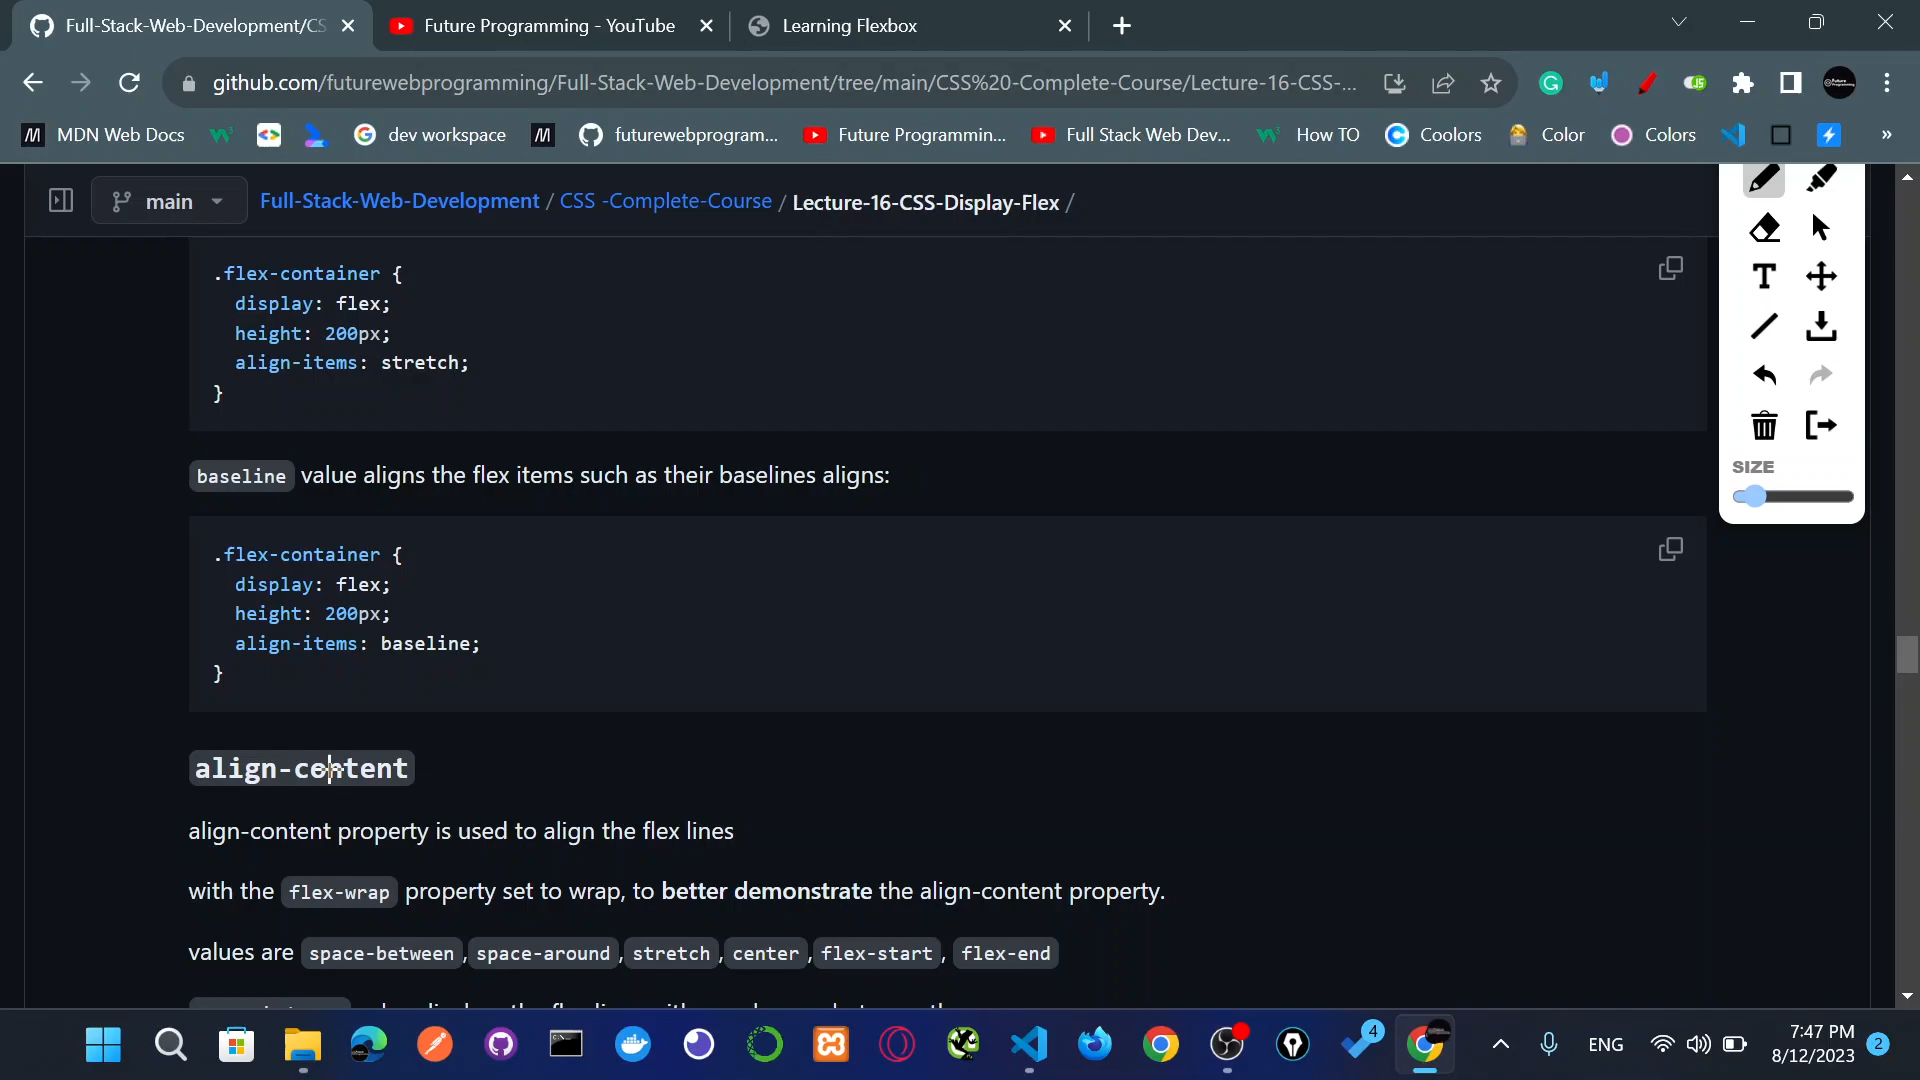 Full-Stack-Web-Development/CS
Future Programming - YouTube
Learning Flexbox
github.com/futurewebprogramming/Full-Stack-Web-Development/tree/main/CSS%20-Complete-Course/Lecture-16-CSS-...
MDN Web Docs
dev workspace
futurewebprogram...
Future Programmin...
Full Stack Web Dev...
How TO
Coolors
Color
Colors
»
main
Full-Stack-Web-Development / CSS -Complete-Course / Lecture-16-CSS-Display-Flex /
.flex-container {
display: flex;
height: 200px;
align-items: stretch;
}
baseline value aligns the flex items such as their baselines aligns:
.flex-container {
display: flex;
height: 200px;
align-items: baseline;
}
align-content
align-content property is used to align the flex lines
with the flex-wrap property set to wrap, to better demonstrate the align-content property.
values are space-between , space-around , stretch , center , flex-start , flex-end
SIZE
4
ENG
7:47 PM
8/12/2023
2